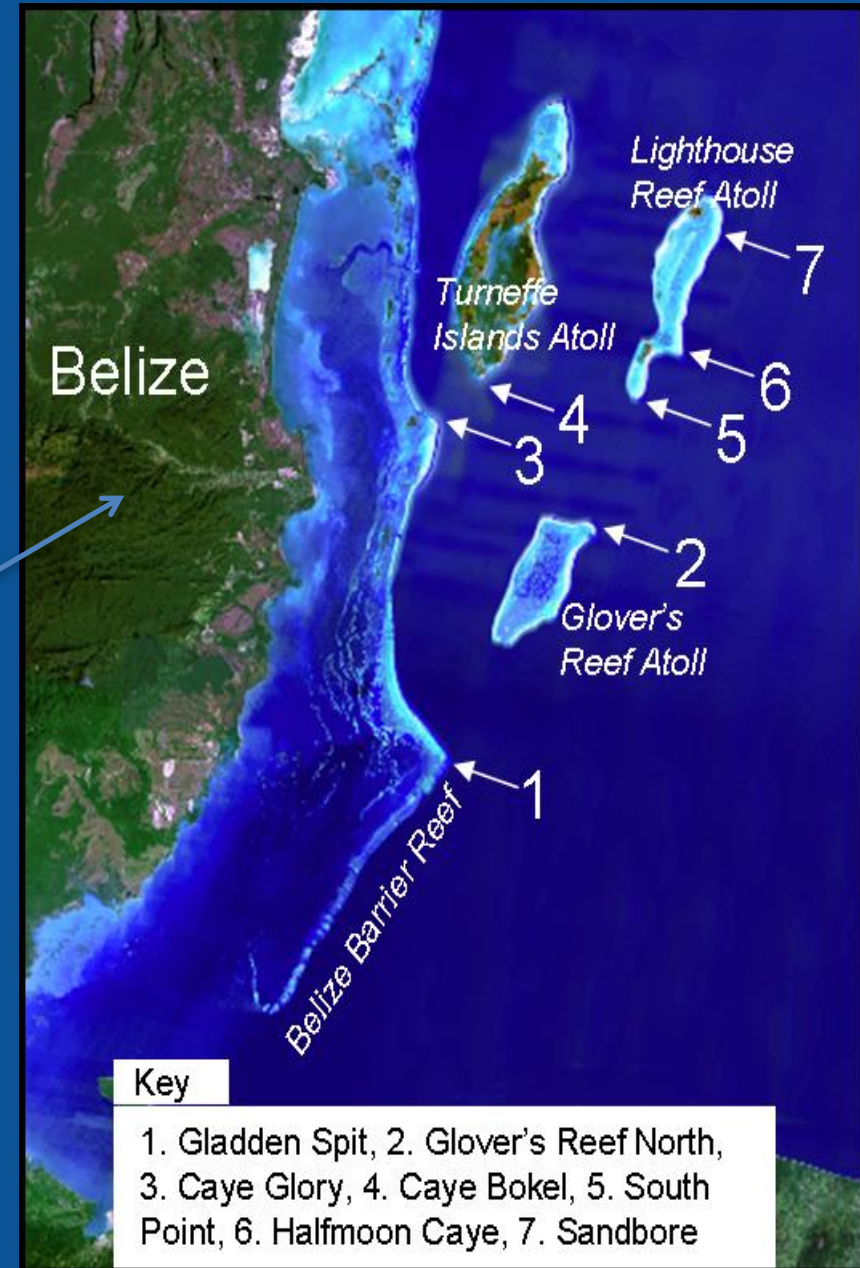 Lighthouse
Reef Atoll
7
Turneffe
Islands Atoll
Belize
6
4
5
3
2
Glover's
Reef Atoll
1
Belize Barrier Reef
Key
1. Gladden Spit, 2. Glover's Reef North,
3. Caye Glory, 4. Caye Bokel, 5. South
Point, 6. Halfmoon Caye, 7. Sandbore